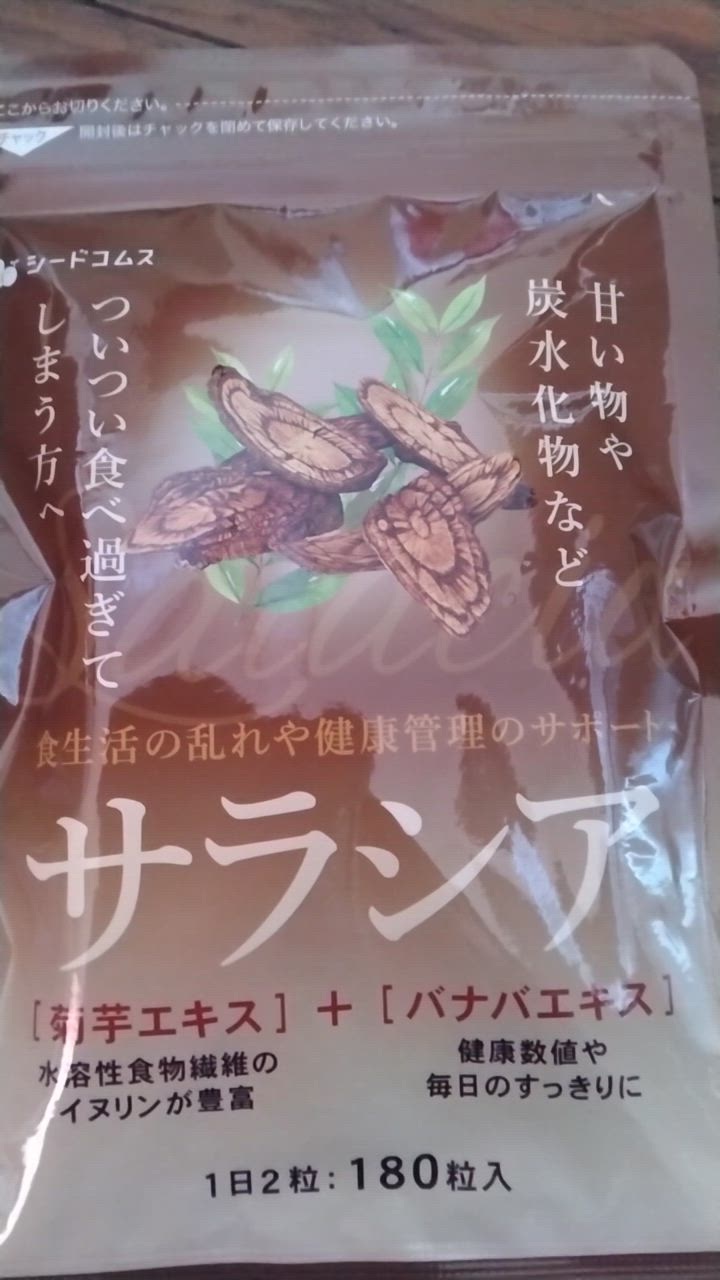 ここからお切りください。
チャック
開封後はチャックを閉めて保存してください。
シードコムス
甘い物や
炭水化物など
ついつい食べ過ぎて
しまう方へ
Salacia
食生活の乱れや健康管理のサポート
サラシア
[菊芋エキス]+[バナバエキス]
水溶性食物繊維の
イヌリンが豊富
健康数値や
毎日のすっきりに
1日2粒:180粒入